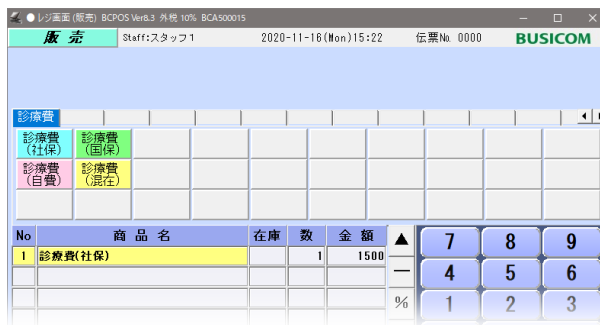 レジ画面 (販売) BCPOS Ver8.3 外税 10% BCA500015
販 売 Staff:スタッフ1 2020-11-16(Mon)15:22 伝票No. 0000 BUSICOM
診療費
診療費(社保) 診療費(国保)
診療費(自費) 診療費(混在)
No 商 品 名 在庫 数 金 額 ▲ 7 8 9
1 診療費(社保) 1 1500
― 4 5 6
% 1 2 3